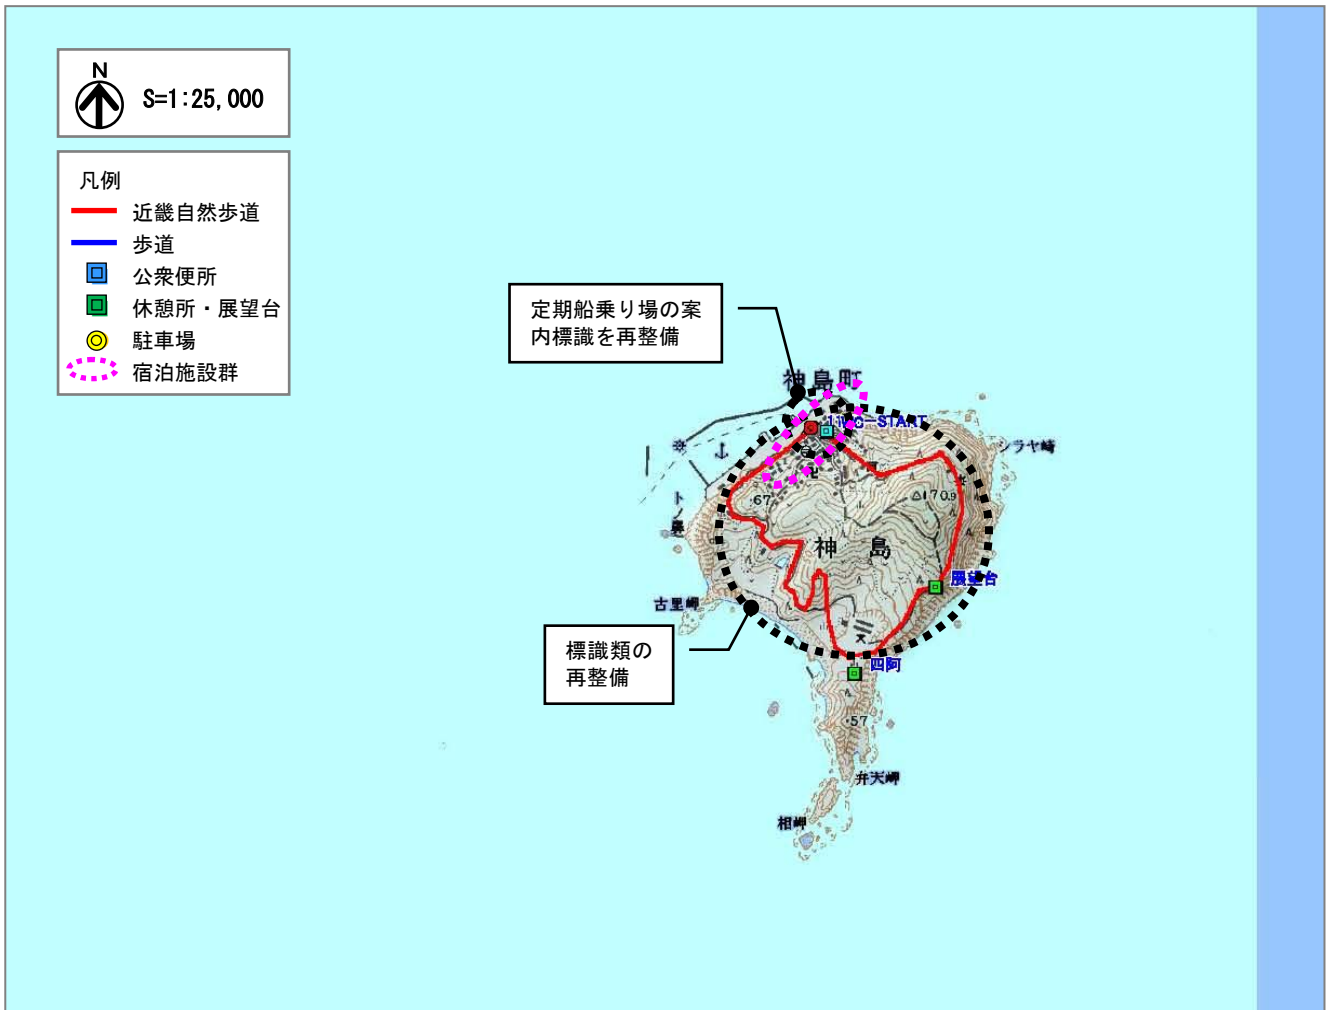 N
S=1:25,000
凡例
近畿自然歩道
歩道
公衆便所
休憩所・展望台
駐車場
宿泊施設群
定期船乗り場の案
内標識を再整備
神島町
シラヤ崎
67
170.9
神島
展望台
古里岬
標識類の
再整備
四阿
57
弁天岬
相岬